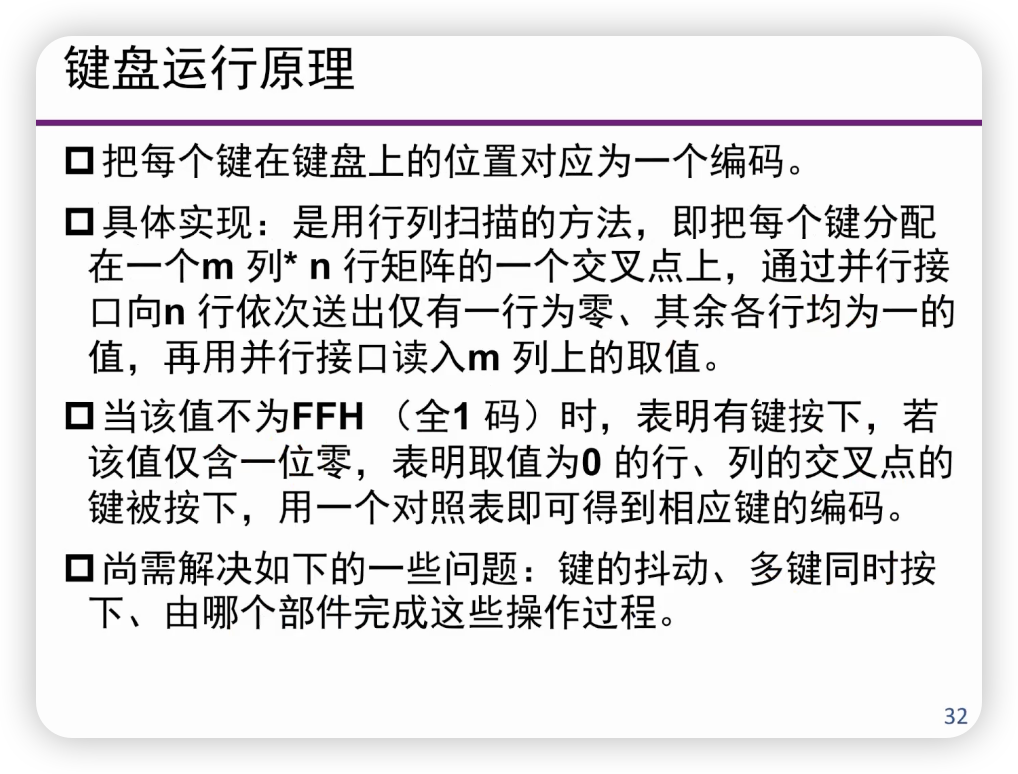 键盘运行原理
把每个键在键盘上的位置对应为一个编码。
具体实现：是用行列扫描的方法，即把每个键分配
在一个m 列* n 行矩阵的一个交叉点上，通过并行接
口向n 行依次送出仅有一行为零、其余各行均为一的
值，再用并行接口读入m 列上的取值。
当该值不为FFH （全1 码）时，表明有键按下，若
该值仅含一位零，表明取值为0 的行、列的交叉点的
键被按下，用一个对照表即可得到相应键的编码。
尚需解决如下的一些问题：键的抖动、多键同时按
下、由哪个部件完成这些操作过程。
32